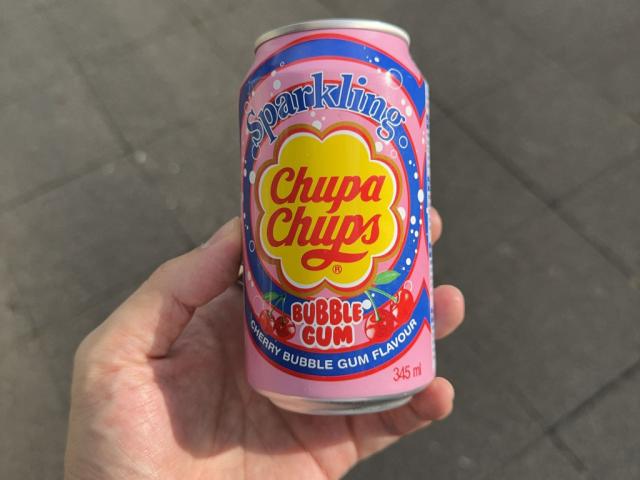 Sparkling
Chupa
Chups
®
BUBBLE
GUM
CHERRY BUBBLE GUM FLAVOUR
345 ml